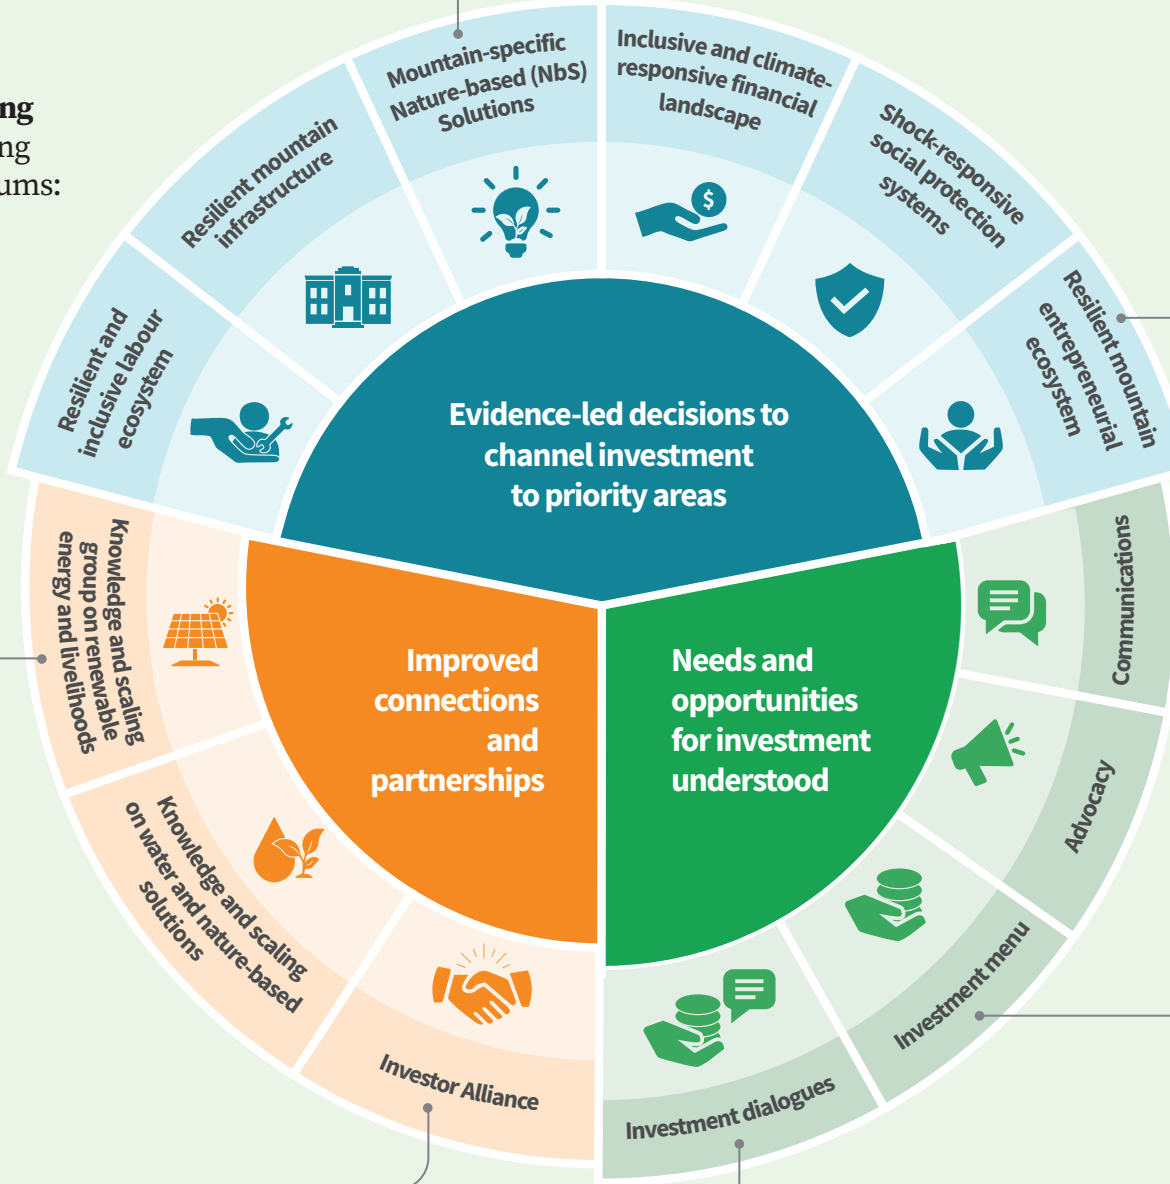 ng
ng
ums:
Mountain-specific
Nature-based (NbS)
Solutions
Inclusive and climate-
responsive financial
landscape
Shock-responsive
social protection
systems
Resilient mountain
entrepreneurial
ecosystem
Resilient mountain
infrastructure
Resilient and
inclusive labour
ecosystem
Evidence-led decisions to
channel investment
to priority areas
Improved
connections
and
partnerships
Needs and
opportunities
for investment
understood
Knowledge and scaling
group on renewable
energy and livelihoods
Knowledge and scaling
on water and nature-based
solutions
Investor Alliance
Communications
Advocacy
Investment menu
Investment dialogues
$